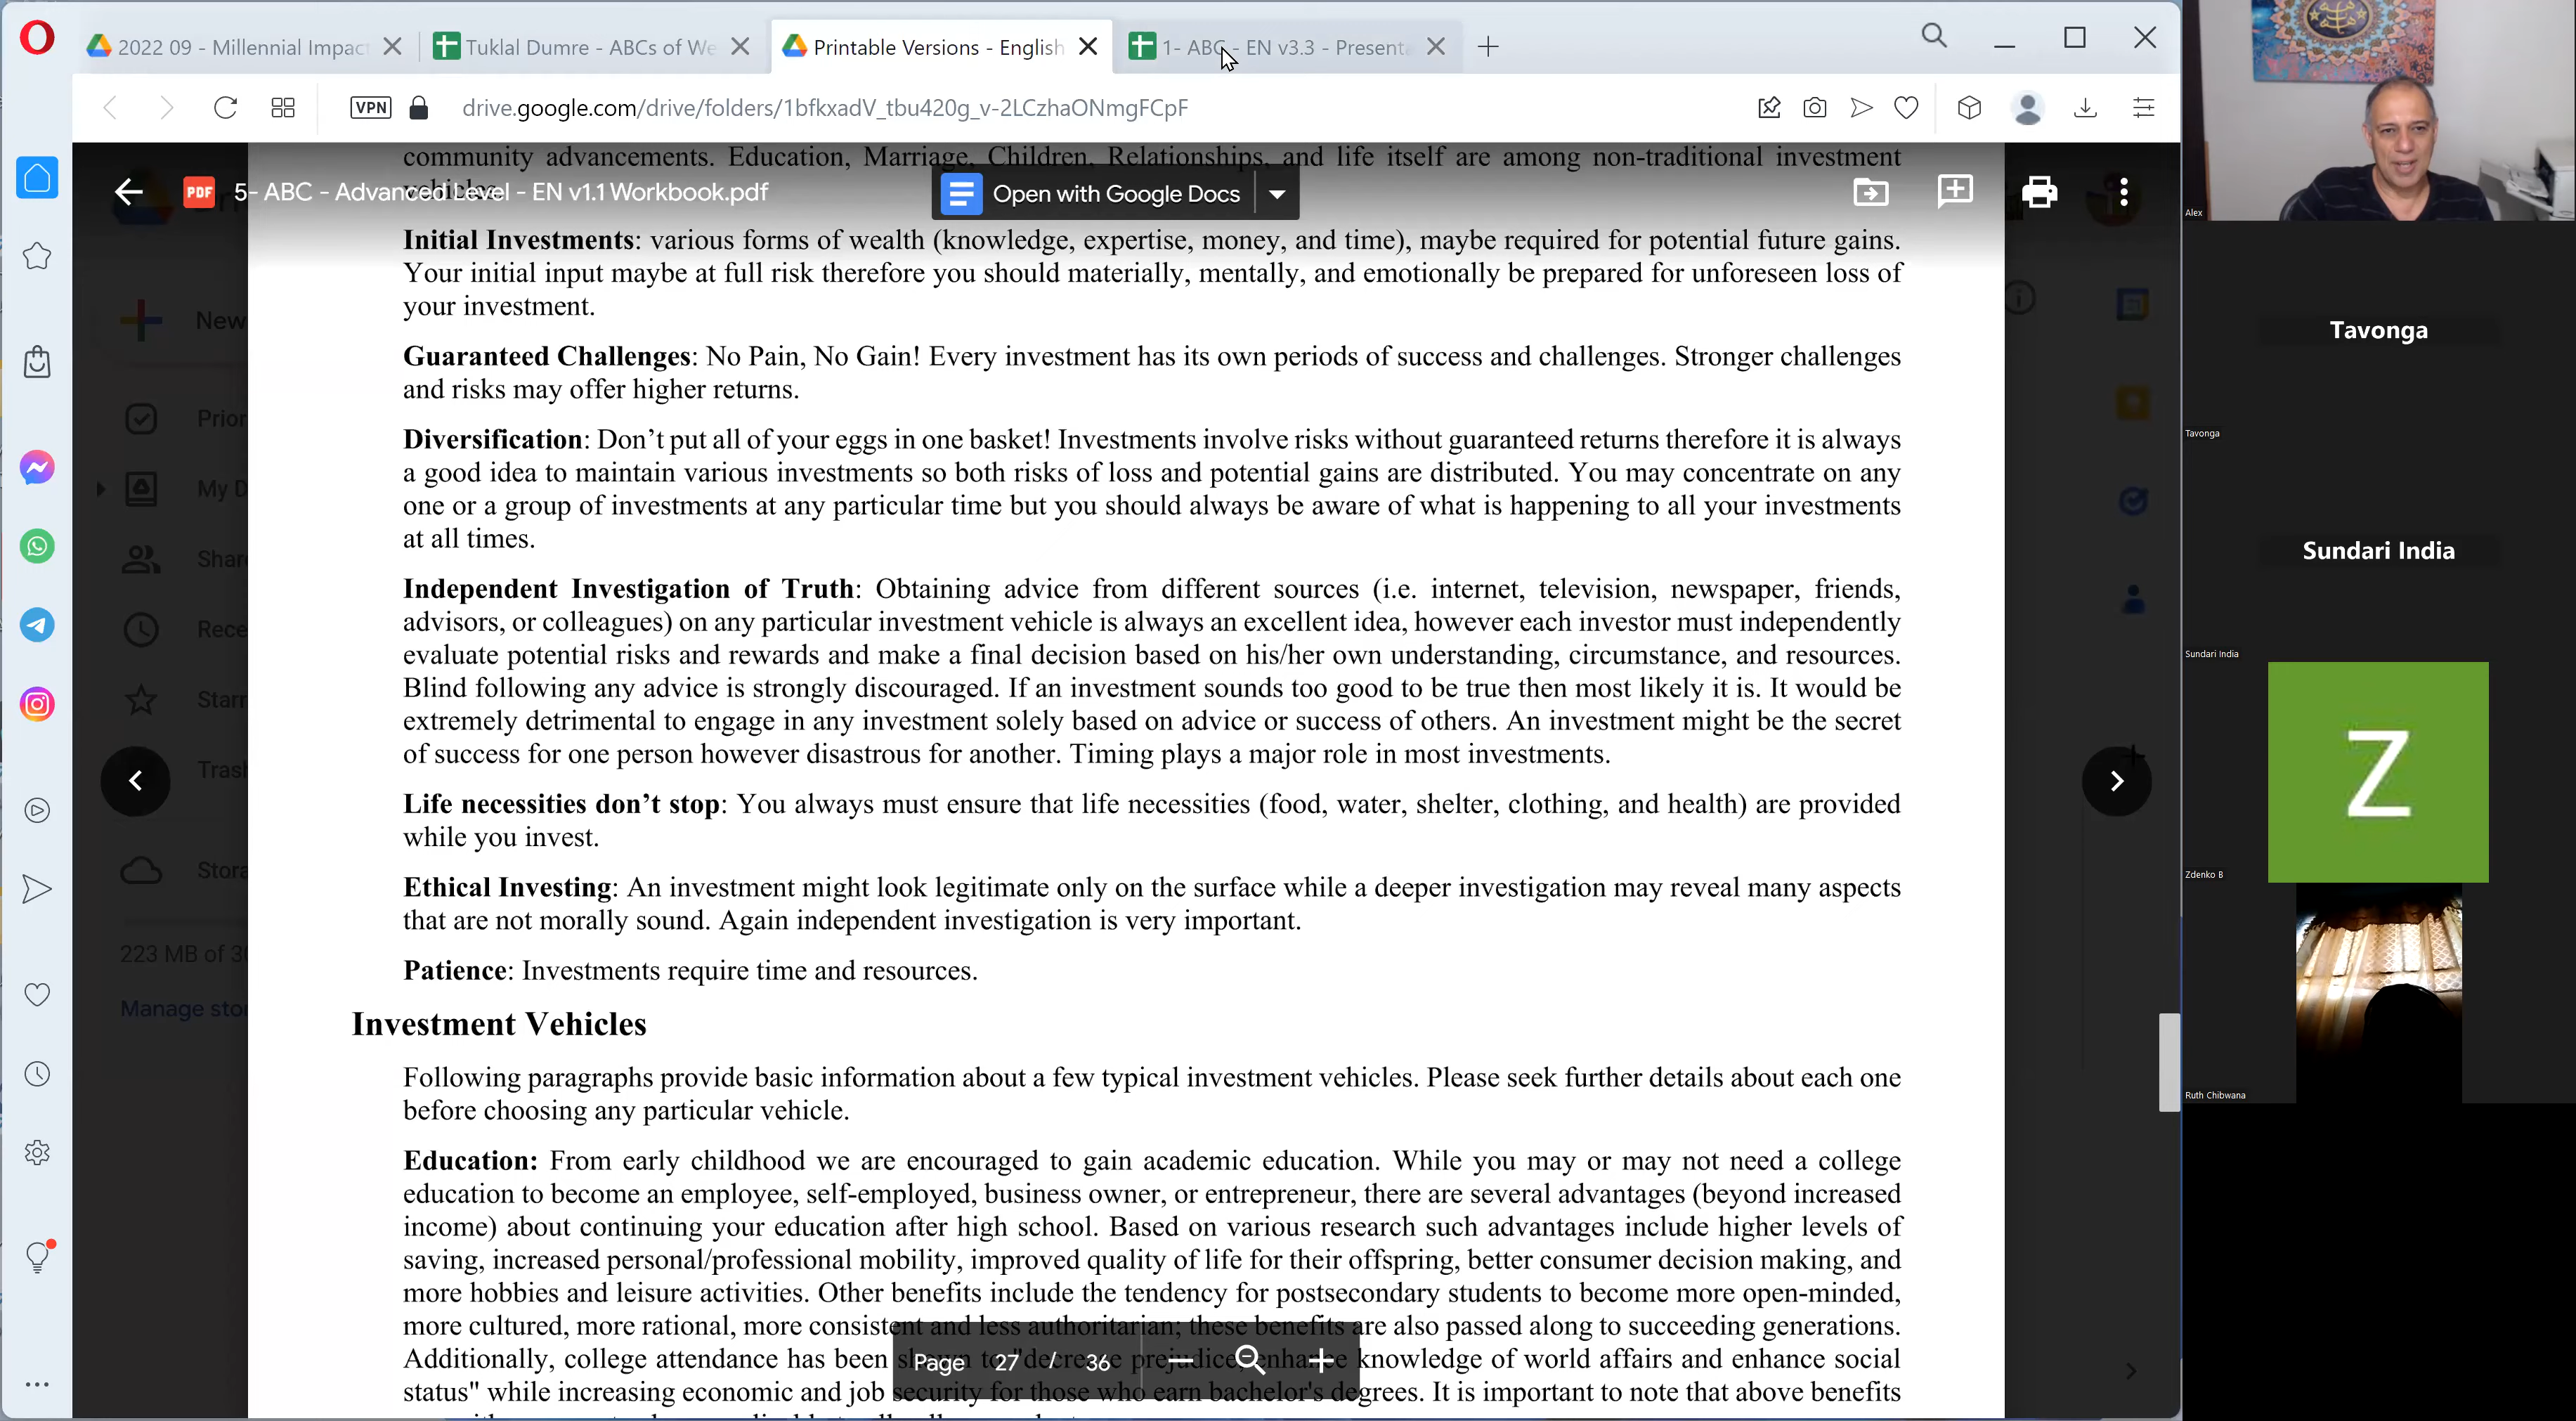 2022 09 - Millennial Impac
Tuklal Dumre - ABCs of We
Printable Versions - English
1- ABC - EN v3.3 - Presenta
VPN
drive.google.com/drive/folders/1bfkxadV_tbu420g_v-2LCzhaONmgFCpF
community advancements. Education, Marriage, Children, Relationships, and life itself are among non-traditional investment
vehicles.
PDF
5- ABC - Advanced Level - EN v1.1 Workbook.pdf
Open with Google Docs
Initial Investments: various forms of wealth (knowledge, expertise, money, and time), maybe required for potential future gains.
Your initial input maybe at full risk therefore you should materially, mentally, and emotionally be prepared for unforeseen loss of
your investment.
Guaranteed Challenges: No Pain, No Gain! Every investment has its own periods of success and challenges. Stronger challenges
and risks may offer higher returns.
Diversification: Don’t put all of your eggs in one basket! Investments involve risks without guaranteed returns therefore it is always
a good idea to maintain various investments so both risks of loss and potential gains are distributed. You may concentrate on any
one or a group of investments at any particular time but you should always be aware of what is happening to all your investments
at all times.
Independent Investigation of Truth: Obtaining advice from different sources (i.e. internet, television, newspaper, friends,
advisors, or colleagues) on any particular investment vehicle is always an excellent idea, however each investor must independently
evaluate potential risks and rewards and make a final decision based on his/her own understanding, circumstance, and resources.
Blind following any advice is strongly discouraged. If an investment sounds too good to be true then most likely it is. It would be
extremely detrimental to engage in any investment solely based on advice or success of others. An investment might be the secret
of success for one person however disastrous for another. Timing plays a major role in most investments.
Life necessities don’t stop: You always must ensure that life necessities (food, water, shelter, clothing, and health) are provided
while you invest.
Ethical Investing: An investment might look legitimate only on the surface while a deeper investigation may reveal many aspects
that are not morally sound. Again independent investigation is very important.
Patience: Investments require time and resources.
Investment Vehicles
Following paragraphs provide basic information about a few typical investment vehicles. Please seek further details about each one
before choosing any particular vehicle.
Education: From early childhood we are encouraged to gain academic education. While you may or may not need a college
education to become an employee, self-employed, business owner, or entrepreneur, there are several advantages (beyond increased
income) about continuing your education after high school. Based on various research such advantages include higher levels of
saving, increased personal/professional mobility, improved quality of life for their offspring, better consumer decision making, and
more hobbies and leisure activities. Other benefits include the tendency for postsecondary students to become more open-minded,
more cultured, more rational, more consistent and less authoritarian; these benefits are also passed along to succeeding generations.
Additionally, college attendance has been shown to "decrease prejudice, enhance knowledge of world affairs and enhance social
status" while increasing economic and job security for those who earn bachelor's degrees. It is important to note that above benefits
Page 27 / 36
New
Prior
My D
Share
Rece
Starr
Trash
Stora
223 MB of 30
Manage stor
Alex
Tavonga
Tavonga
Sundari India
Sundari India
Z
Zdenko B
Ruth Chibwana